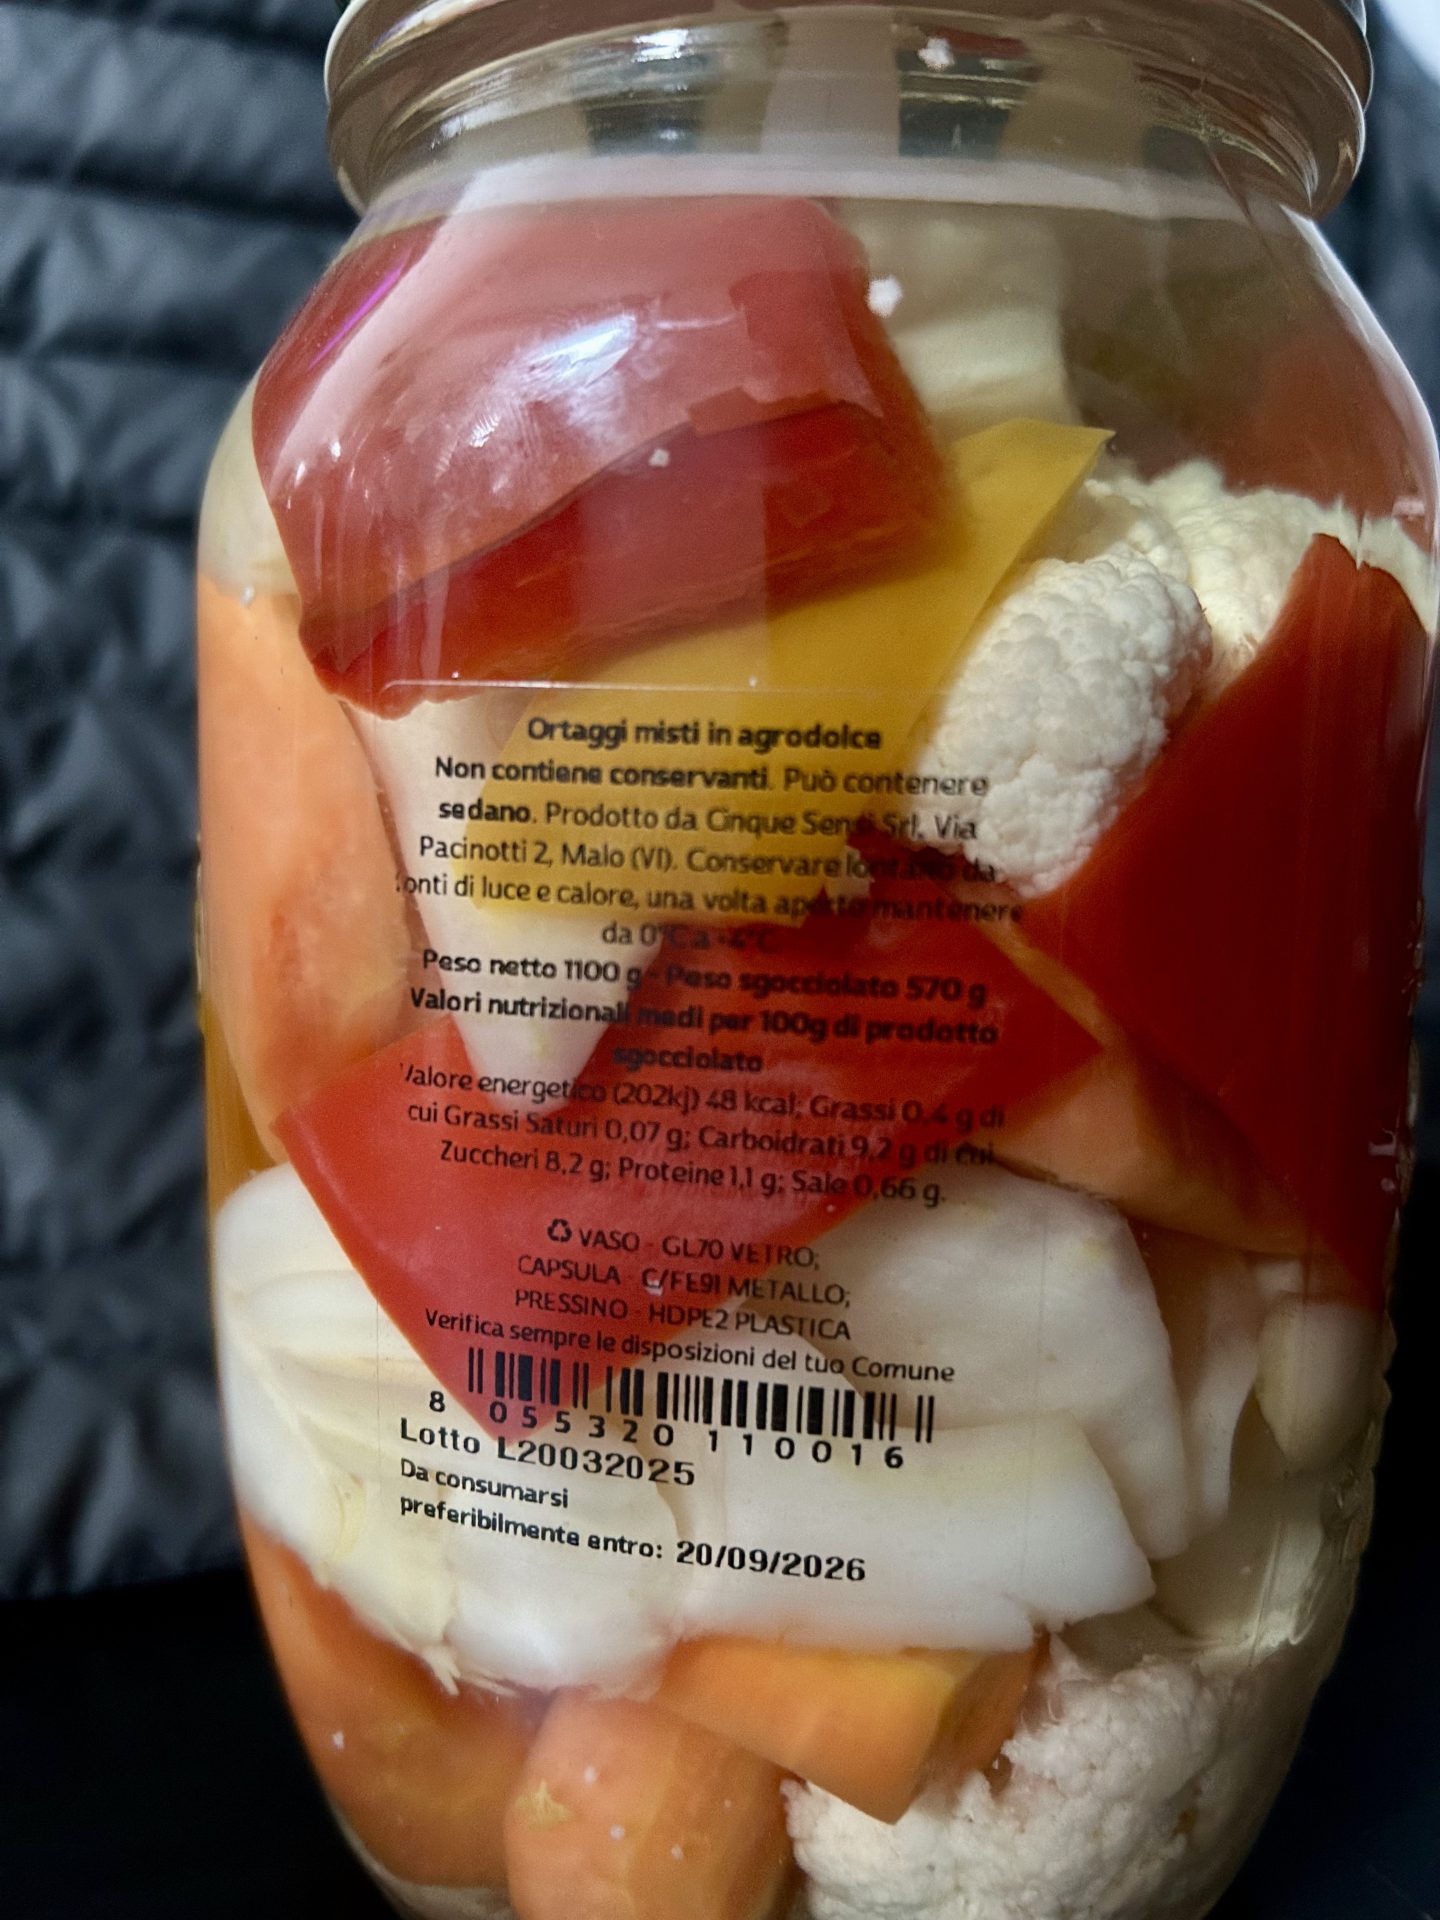 Ortaggi misti in agrodolce
Non contiene conservanti. Può contenere
sedano. Prodotto da Cinque Sensi Srl, Via
Pacinotti 2, Malo (VI). Conservare lontano da
fonti di luce e calore, una volta aperto mantenere
da 0°C a +4°C
Peso netto 1100 g - Peso sgocciolato 570 g
Valori nutrizionali medi per 100g di prodotto
sgocciolato
Valore energetico (202kj) 48 kcal; Grassi 0,4 g di
cui Grassi Saturi 0,07 g; Carboidrati 9,2 g di cui
Zuccheri 8,2 g; Proteine 1,1 g; Sale 0,66 g.
VASO - GL70 VETRO;
CAPSULA - C/FE91 METALLO;
PRESSINO - HDPE2 PLASTICA
Verifica sempre le disposizioni del tuo Comune
8 055320 110016
Lotto L20032025
Da consumarsi
preferibilmente entro: 20/09/2026